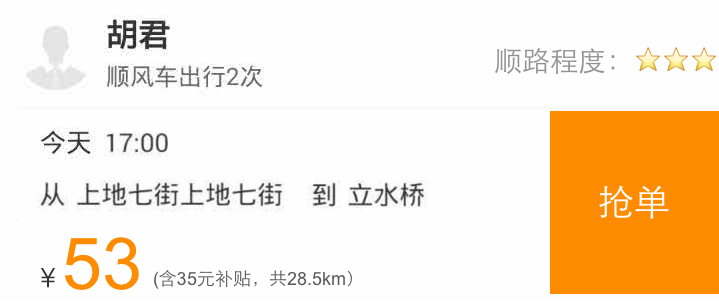 胡君
顺风车出行2次
顺路程度：
今天 17:00
从 上地七街上地七街 到 立水桥
抢单
¥ 53 (含35元补贴，共28.5km)